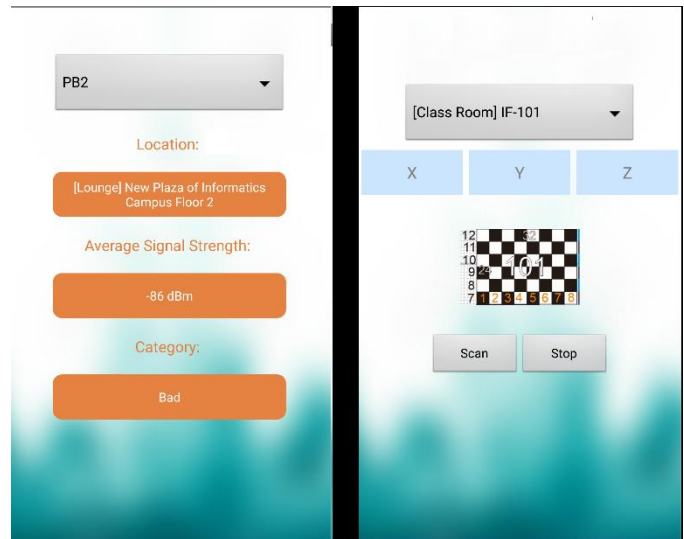 PB2
Location:
[Lounge] New Plaza of Informatics
Campus Floor 2
Average Signal Strength:
-86 dBm
Category:
Bad
[Class Room] IF-101
X Y Z
12 32
11
10 101
9 24
8
7 1 2 3 4 5 6 7 8
Scan Stop